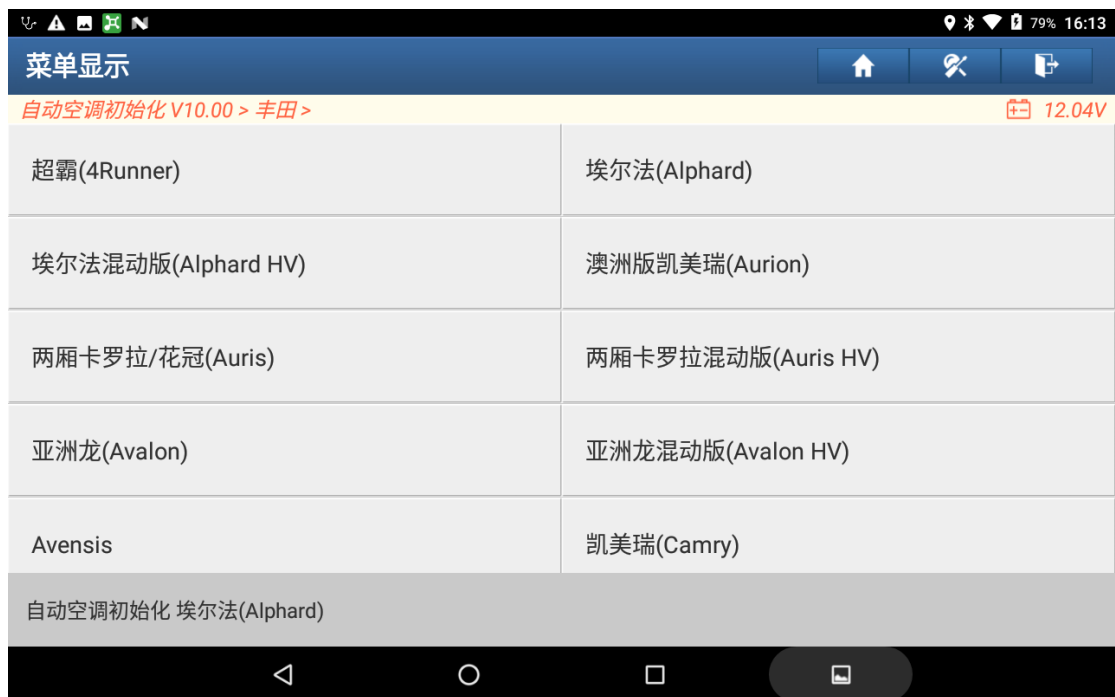 79% 16:13
菜单显示
自动空调初始化 V10.00 > 丰田 >
12.04V
超霸(4Runner)
埃尔法(Alphard)
埃尔法混动版(Alphard HV)
澳洲版凯美瑞(Aurion)
两厢卡罗拉/花冠(Auris)
两厢卡罗拉混动版(Auris HV)
亚洲龙(Avalon)
亚洲龙混动版(Avalon HV)
Avensis
凯美瑞(Camry)
自动空调初始化 埃尔法(Alphard)